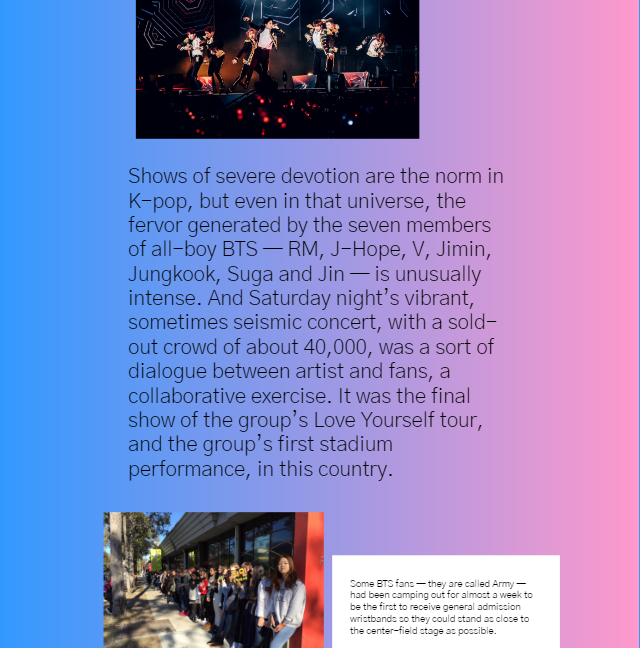 Shows of severe devotion are the norm in
K-pop, but even in that universe, the
fervor generated by the seven members
of all-boy BTS — RM, J-Hope, V, Jimin,
Jungkook, Suga and Jin — is unusually
intense. And Saturday night’s vibrant,
sometimes seismic concert, with a sold-
out crowd of about 40,000, was a sort of
dialogue between artist and fans, a
collaborative exercise. It was the final
show of the group’s Love Yourself tour,
and the group’s first stadium
performance, in this country.
Some BTS fans — they are called Army —
had been camping out for almost a week to
be the first to receive general admission
wristbands so they could stand as close to
the center-field stage as possible.